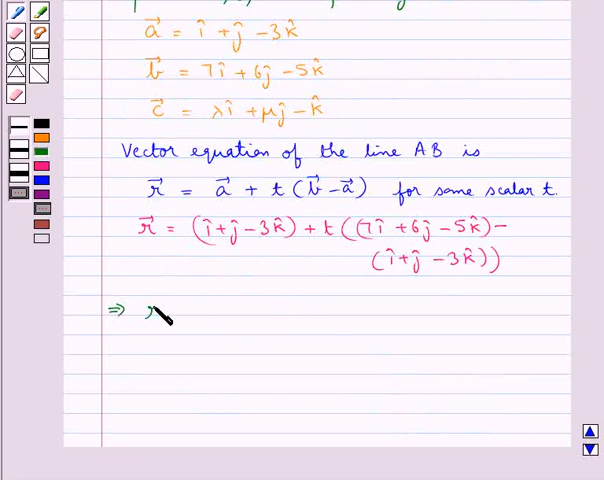 a⃗ = î + ĵ - 3k̂
b⃗ = 7î + 6ĵ - 5k̂
c⃗ = λî + μĵ - k̂
Vector equation of the line AB is
r⃗ = a⃗ + t (b⃗ - a⃗) for some scalar t.
r⃗ = (î + ĵ - 3k̂) + t ((7î + 6ĵ - 5k̂) -
(î + ĵ - 3k̂))
⇒ r